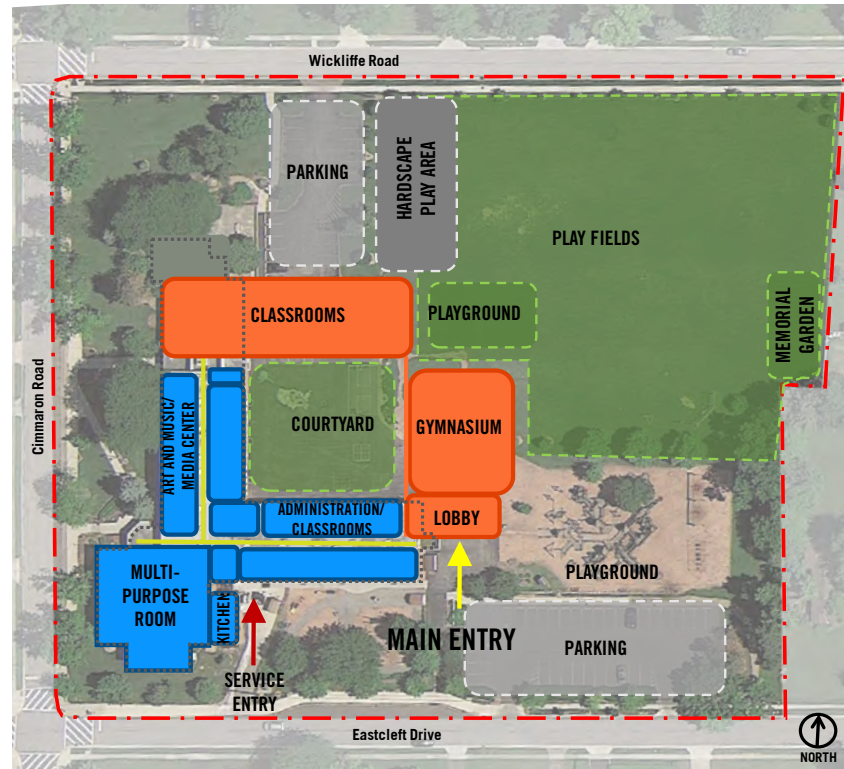 Wickliffe Road
PARKING
HARDSCAPE
PLAY AREA
PLAY FIELDS
CLASSROOMS
PLAYGROUND
MEMORIAL
GARDEN
Cimmaron Road
ART AND MUSIC/
MEDIA CENTER
COURTYARD
GYMNASIUM
ADMINISTRATION/
CLASSROOMS
LOBBY
MULTI-
PURPOSE
ROOM
KITCHEN
PLAYGROUND
MAIN ENTRY
PARKING
SERVICE
ENTRY
Eastcleft Drive
NORTH